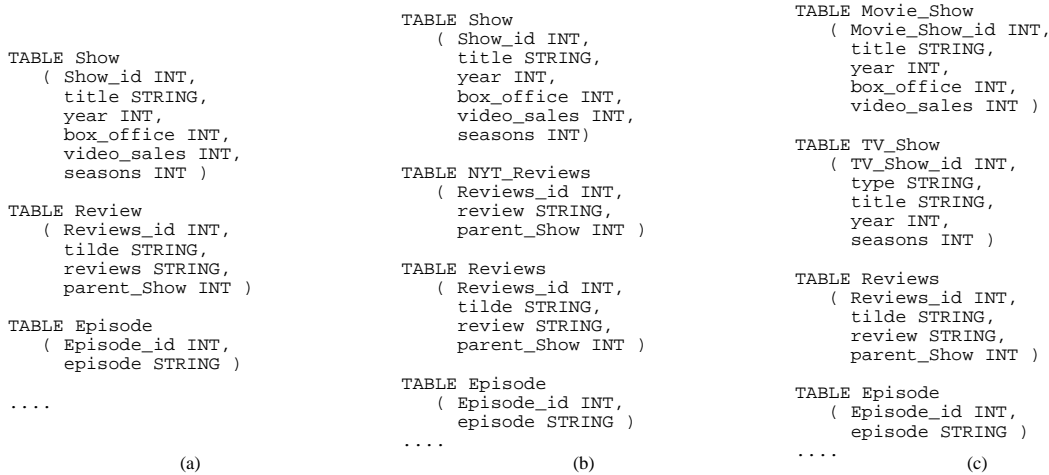 TABLE Show
( Show_id INT,
title STRING,
year INT,
box_office INT,
video_sales INT,
seasons INT )
TABLE Review
( Reviews_id INT,
tilde STRING,
reviews STRING,
parent_Show INT )
TABLE Episode
( Episode_id INT,
episode STRING )
....
(a)
TABLE Show
( Show_id INT,
title STRING,
year INT,
box_office INT,
video_sales INT,
seasons INT)
TABLE NYT_Reviews
( Reviews_id INT,
review STRING,
parent_Show INT )
TABLE Reviews
( Reviews_id INT,
tilde STRING,
review STRING,
parent_Show INT )
TABLE Episode
( Episode_id INT,
episode STRING )
....
(b)
TABLE Movie_Show
( Movie_Show_id INT,
title STRING,
year INT,
box_office INT,
video_sales INT )
TABLE TV_Show
( TV_Show_id INT,
type STRING,
title STRING,
year INT,
seasons INT )
TABLE Reviews
( Reviews_id INT,
tilde STRING,
review STRING,
parent_Show INT )
TABLE Episode
( Episode_id INT,
episode STRING )
....
(c)